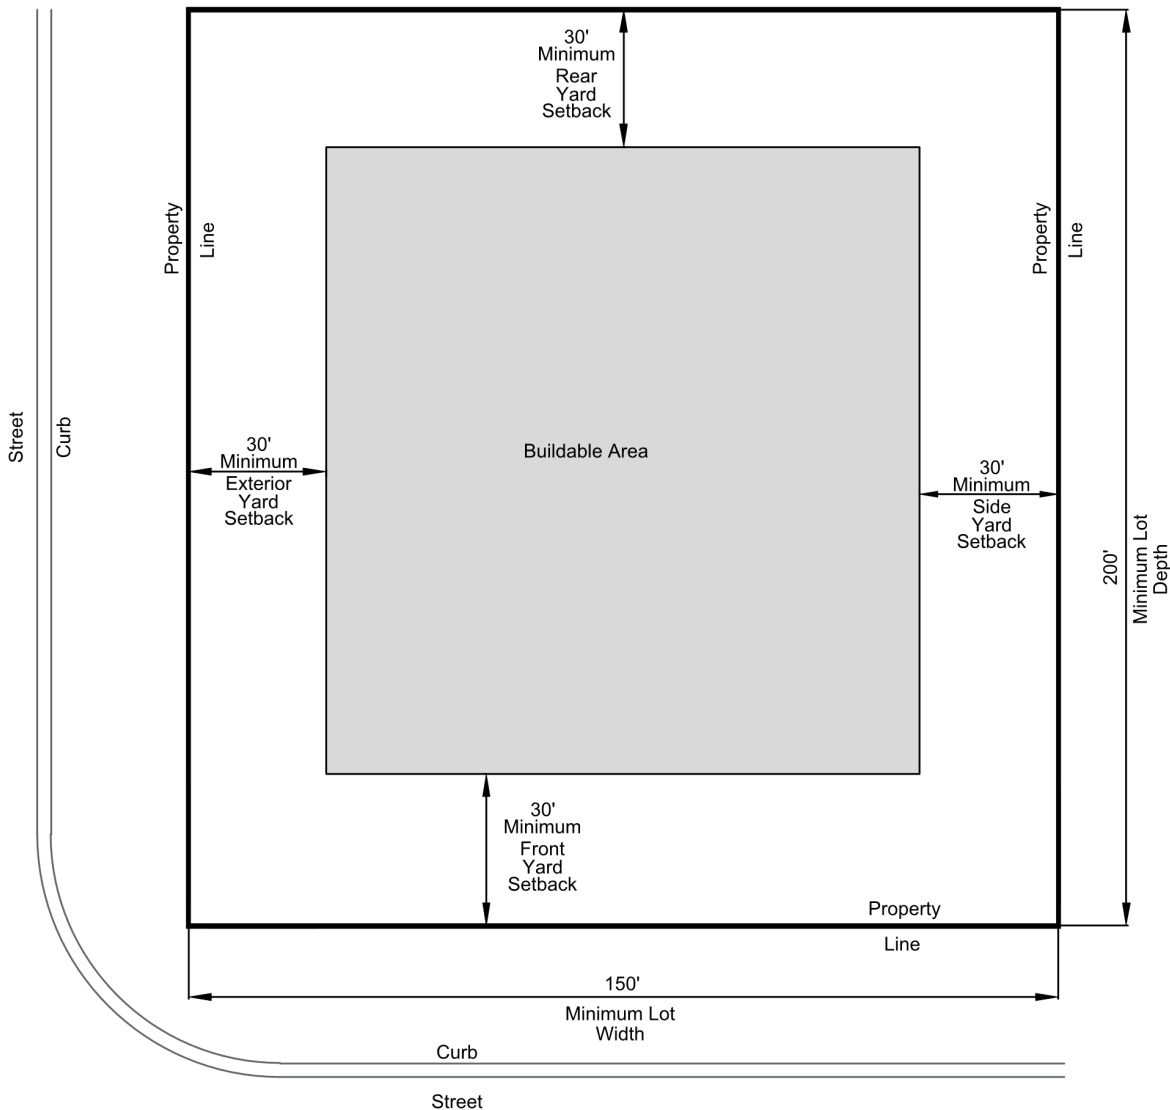 30'
Minimum
Rear
Yard
Setback
Property
Line
Property
Line
Street
Curb
30'
Minimum
Exterior
Yard
Setback
Buildable Area
30'
Minimum
Side
Yard
Setback
200'
Minimum Lot
Depth
30'
Minimum
Front
Yard
Setback
Property
Line
150'
Minimum Lot
Width
Curb
Street